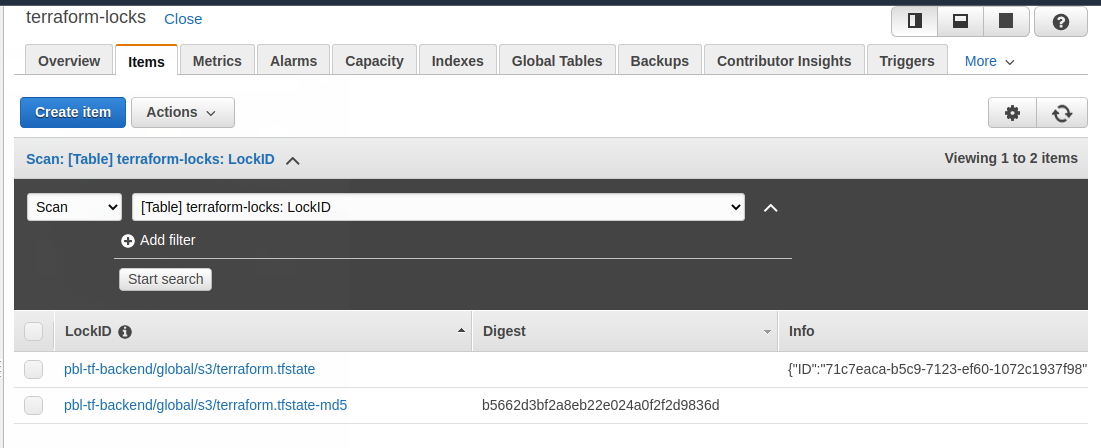 terraform-locks Close
Overview Items Metrics Alarms Capacity Indexes Global Tables Backups Contributor Insights Triggers More
Create item Actions
Scan: [Table] terraform-locks: LockID Viewing 1 to 2 items
Scan [Table] terraform-locks: LockID
Add filter
Start search
LockID Digest Info
pbl-tf-backend/global/s3/terraform.tfstate {"ID":"71c7eaca-b5c9-7123-ef60-1072c1937f98"
pbl-tf-backend/global/s3/terraform.tfstate-md5 b5662d3bf2a8eb22e024a0f2f2d9836d